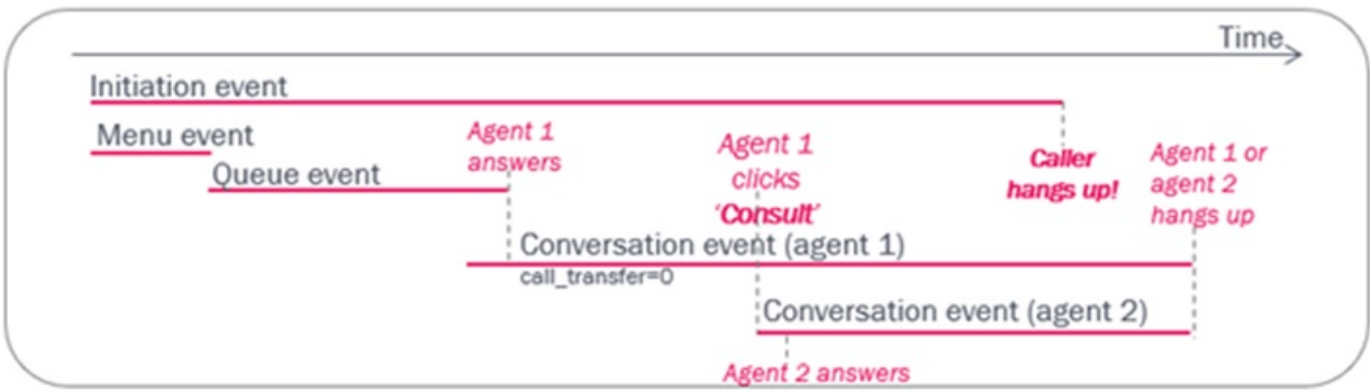 Time
Initiation event
Menu event
Queue event
Agent 1
answers
Agent 1
clicks
‘Consult’
Caller
hangs up!
Agent 1 or
agent 2
hangs up
Conversation event (agent 1)
call_transfer=0
Conversation event (agent 2)
Agent 2 answers